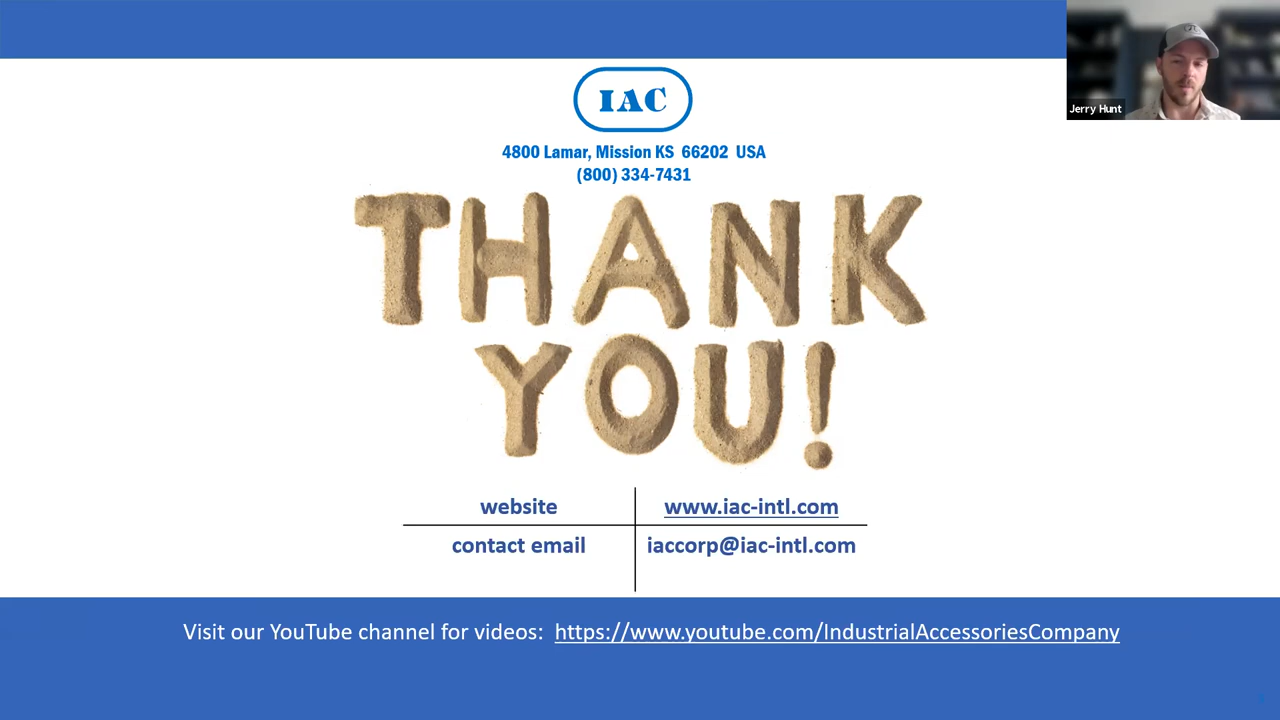 Jerry Hunt
IAC
4800 Lamar, Mission KS 66202 USA
(800) 334-7431
THANK
YOU!
website www.iac-intl.com
contact email iaccorp@iac-intl.com
Visit our YouTube channel for videos: https://www.youtube.com/IndustrialAccessoriesCompany